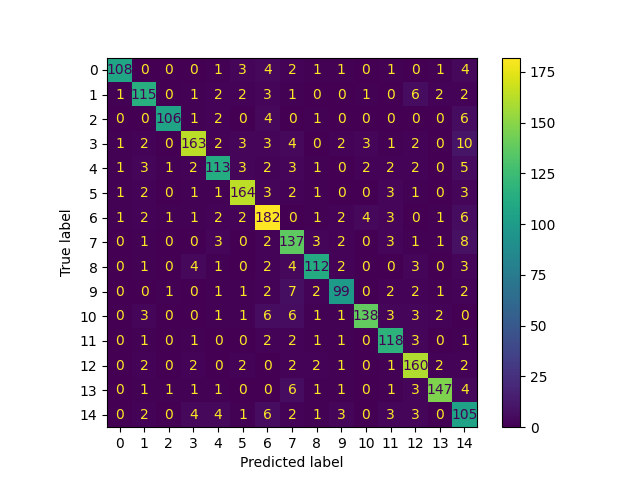 0 108 0 0 0 1 3 4 2 1 1 0 1 0 1 4
1 1 115 0 1 2 2 3 1 0 0 1 0 6 2 2
2 0 0 106 1 2 0 4 0 1 0 0 0 0 0 6
3 1 2 0 163 2 3 3 4 0 2 3 1 2 0 10
4 1 3 1 2 113 3 2 3 1 0 2 2 2 0 5
5 1 2 0 1 1 164 3 2 1 0 0 3 1 0 3
6 1 2 1 1 2 2 182 0 1 2 4 3 0 1 6
7 0 1 0 0 3 0 2 137 3 2 0 3 1 1 8
8 0 1 0 4 1 0 2 4 112 2 0 0 3 0 3
9 0 0 1 0 1 1 2 7 2 99 0 2 2 1 2
10 0 3 0 0 1 1 6 6 1 1 138 3 3 2 0
11 0 1 0 1 0 0 2 2 1 1 0 118 3 0 1
12 0 2 0 2 0 2 0 2 2 1 0 1 160 2 2
13 0 1 1 1 1 0 0 6 1 1 0 1 3 147 4
14 0 2 0 4 4 1 6 2 1 3 0 3 3 0 105
0 1 2 3 4 5 6 7 8 9 10 11 12 13 14
Predicted label
True label
175
150
125
100
75
50
25
0